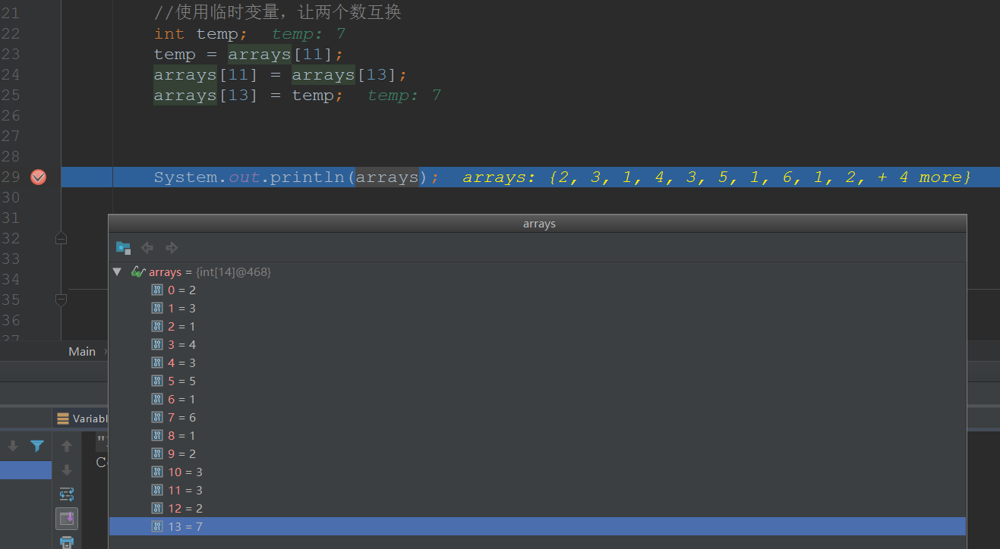 21 //使用临时变量，让两个数互换
22 int temp; temp: 7
23 temp = arrays[11];
24 arrays[11] = arrays[13];
25 arrays[13] = temp; temp: 7
26
27
28
29 System.out.println(arrays); arrays: {2, 3, 1, 4, 3, 5, 1, 6, 1, 2, + 4 more}
30
31
32
33
34
35
36
37
arrays
arrays = {int[14]@468}
0 = 2
1 = 3
2 = 1
3 = 4
4 = 3
5 = 5
6 = 1
7 = 6
8 = 1
9 = 2
10 = 3
11 = 3
12 = 2
13 = 7
Main